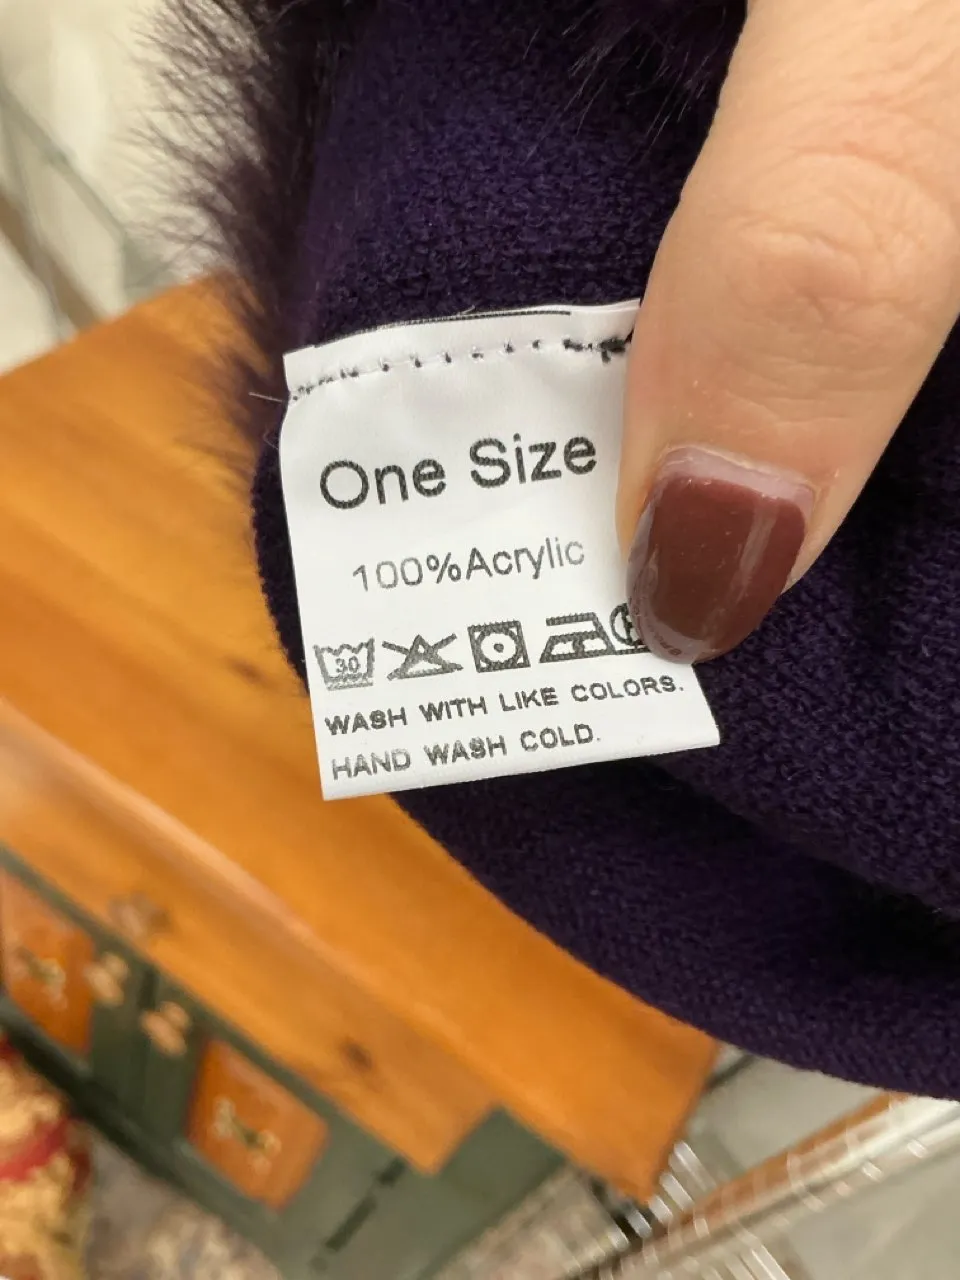 One Size
100%Acrylic
30
WASH WITH LIKE COLORS.
HAND WASH COLD.